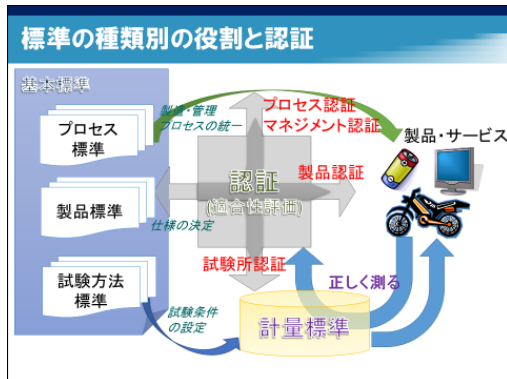 標準の種類別の役割と認証
基本標準
プロセス
標準
製品標準
試験方法
標準
製造・管理
プロセスの統一
仕様の決定
試験条件
の設定
認証
(適合性評価)
プロセス認証
マネジメント認証
製品認証
試験所認証
製品・サービス
正しく測る
計量標準